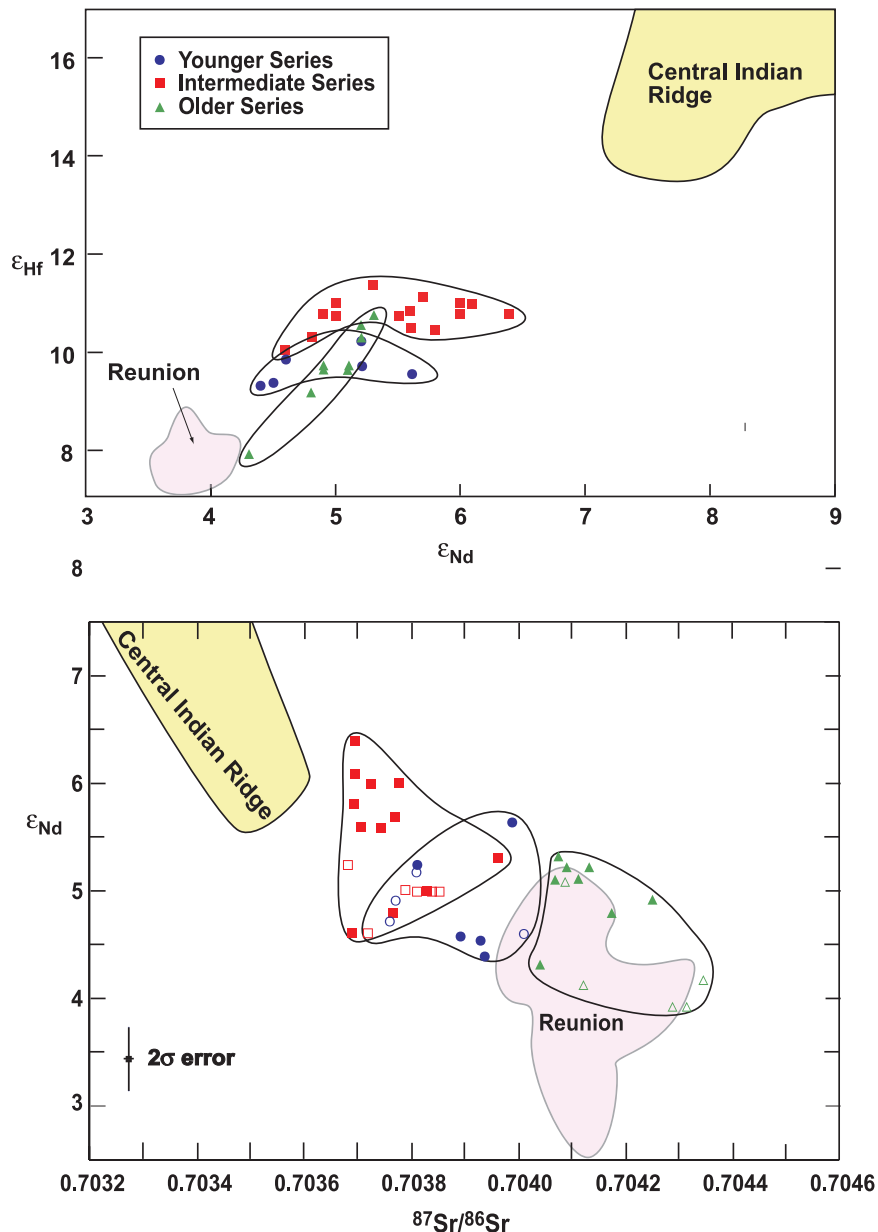 Younger Series
Intermediate Series
Older Series
Central Indian
Ridge
16
14
12
10
8
εHf
Reunion
3 4 5 6 7 8 9
εNd
8
7
6
5
4
3
εNd
Central Indian Ridge
Reunion
2σ error
0.7032 0.7034 0.7036 0.7038 0.7040 0.7042 0.7044 0.7046
⁸⁷Sr/⁸⁶Sr